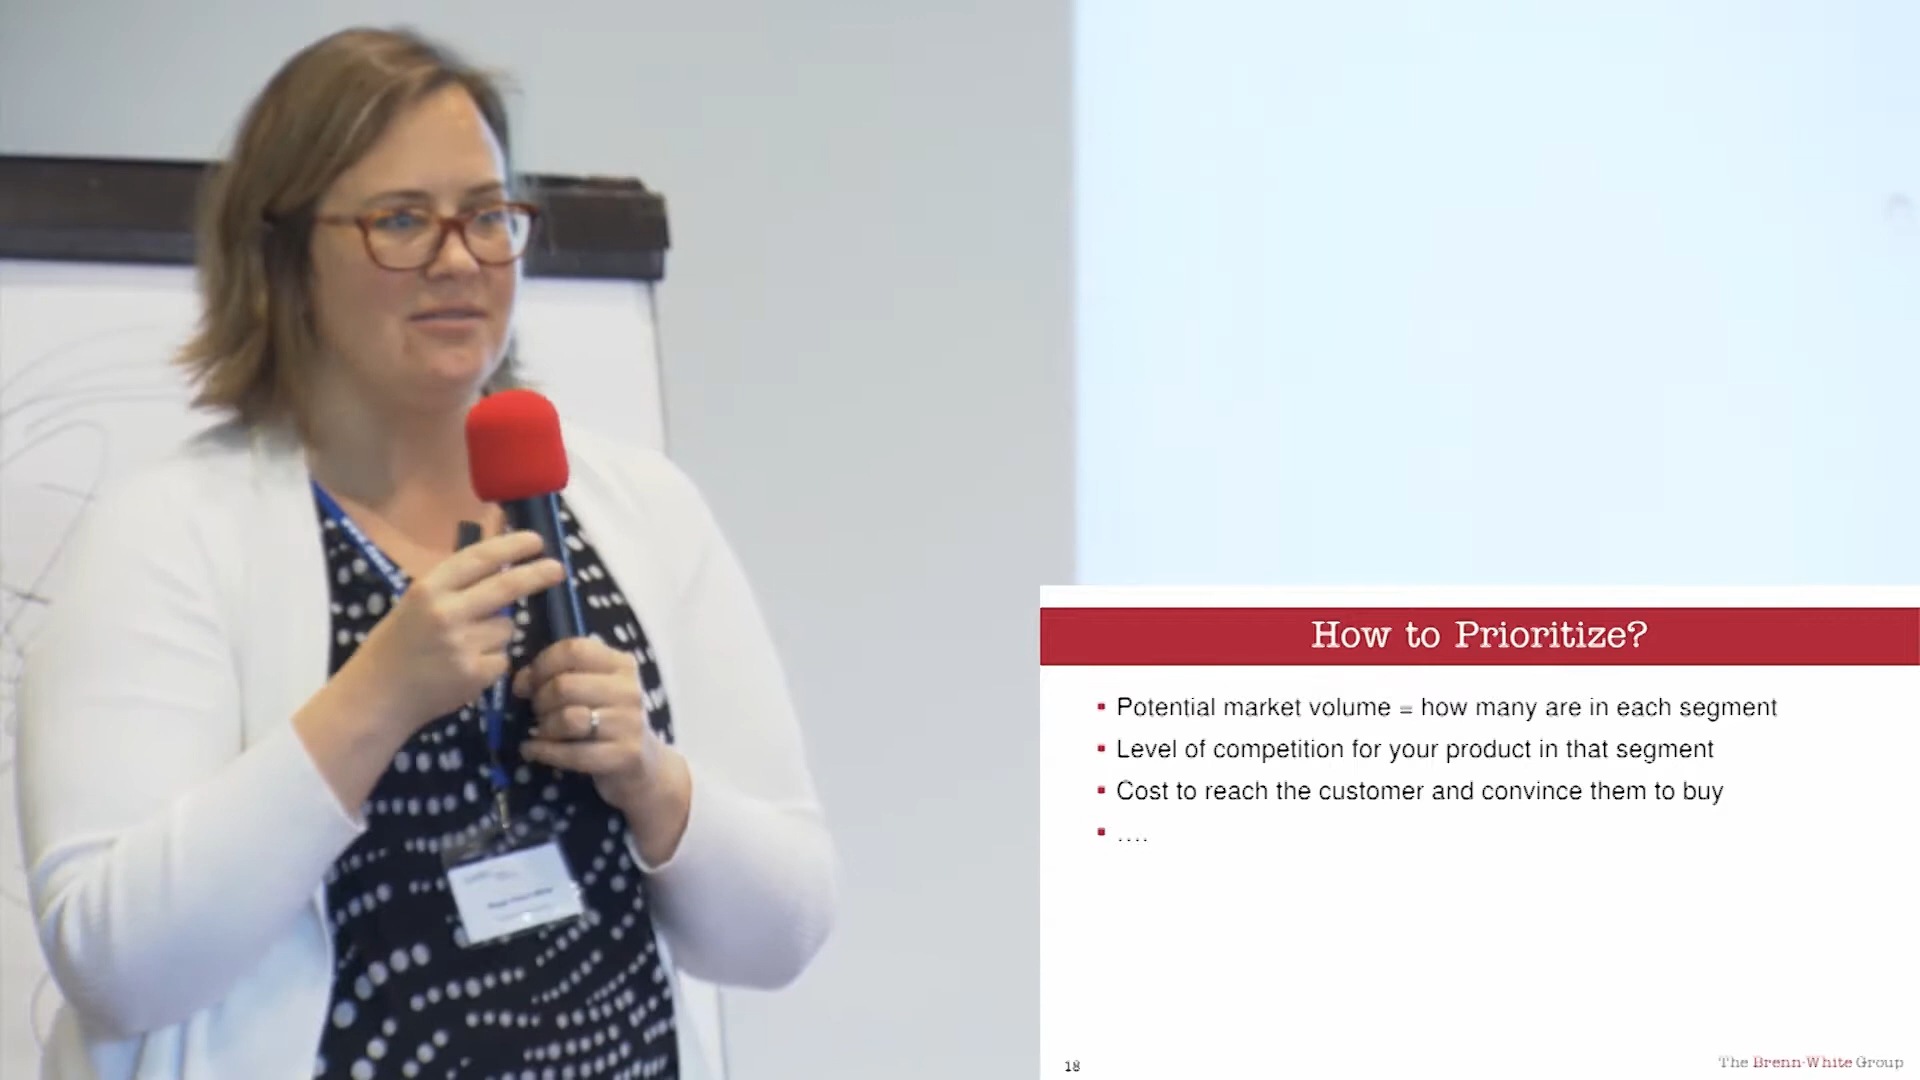 How to Prioritize?
Potential market volume = how many are in each segment
Level of competition for your product in that segment
Cost to reach the customer and convince them to buy
....
18
The Brenn-White Group